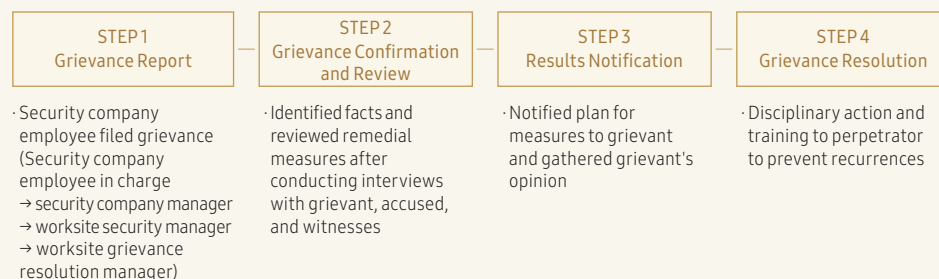 STEP 1
Grievance Report
· Security company
employee filed grievance
(Security company
employee in charge
→ security company manager
→ worksite security manager
→ worksite grievance
resolution manager)
STEP 2
Grievance Confirmation
and Review
· Identified facts and
reviewed remedial
measures after
conducting interviews
with grievant, accused,
and witnesses
STEP 3
Results Notification
· Notified plan for
measures to grievant
and gathered grievant's
opinion
STEP 4
Grievance Resolution
· Disciplinary action and
training to perpetrator
to prevent recurrences